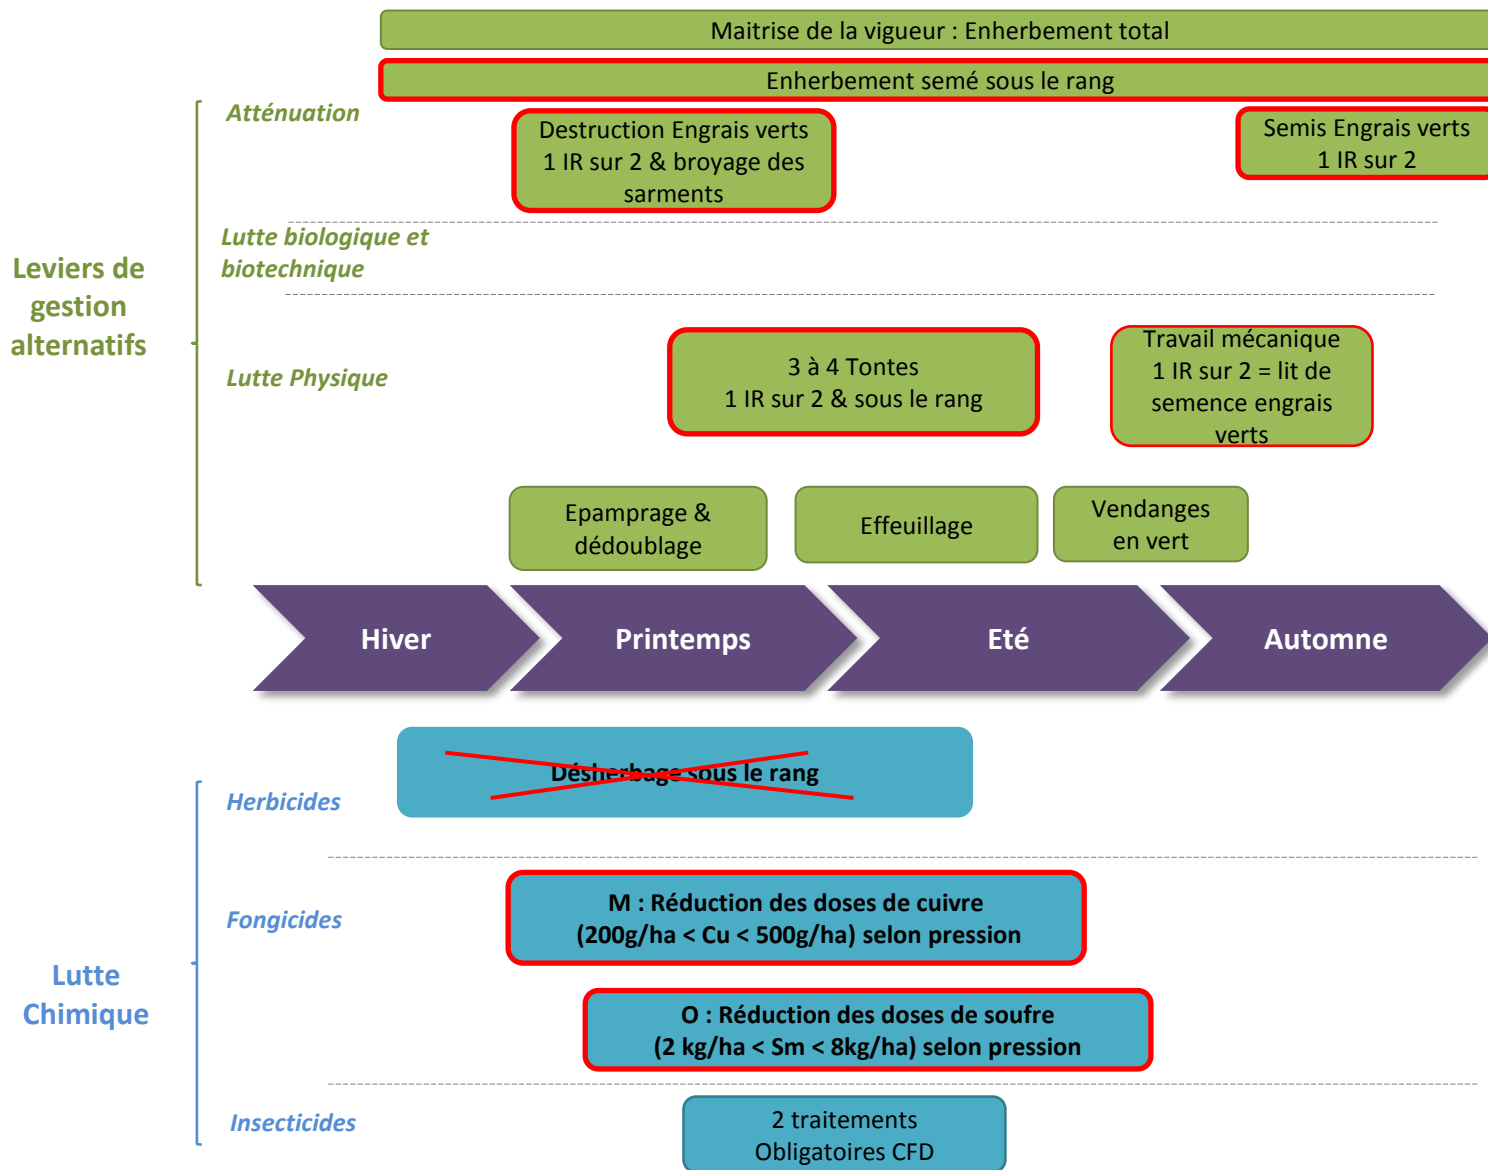 Maitrise de la vigueur : Enherbement total
Enherbement semé sous le rang
Atténuation
Destruction Engrais verts
1 IR sur 2 & broyage des
sarments
Semis Engrais verts
1 IR sur 2
Lutte biologique et
biotechnique
Leviers de
gestion
alternatifs
Lutte Physique
3 à 4 Tontes
1 IR sur 2 & sous le rang
Travail mécanique
1 IR sur 2 = lit de
semence engrais
verts
Epamprage &
dédoublage
Effeuillage
Vendanges
en vert
Hiver
Printemps
Eté
Automne
Désherbage sous le rang
Herbicides
Fongicides
M : Réduction des doses de cuivre
(200g/ha < Cu < 500g/ha) selon pression
Lutte
Chimique
O : Réduction des doses de soufre
(2 kg/ha < Sm < 8kg/ha) selon pression
Insecticides
2 traitements
Obligatoires CFD